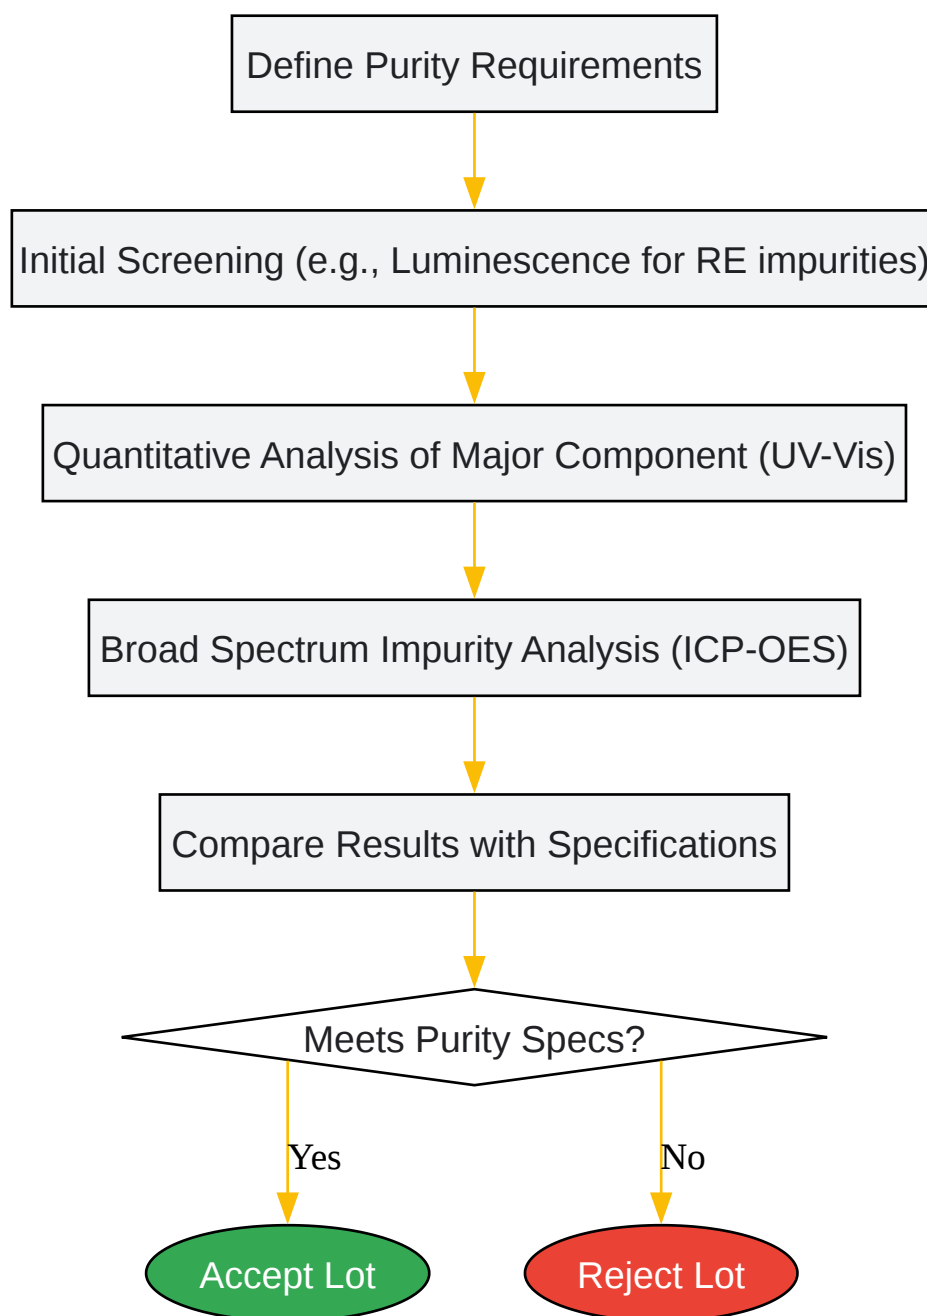 Define Purity Requirements
Initial Screening (e.g., Luminescence for RE impurities)
Quantitative Analysis of Major Component (UV-Vis)
Broad Spectrum Impurity Analysis (ICP-OES)
Compare Results with Specifications
Meets Purity Specs?
Yes
No
Accept Lot
Reject Lot